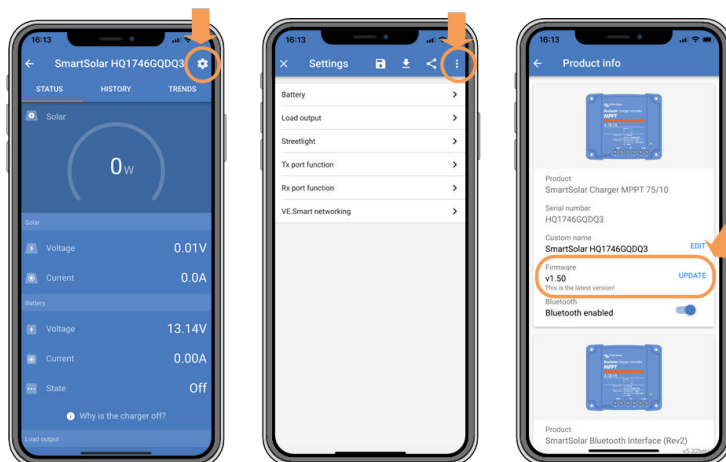 16:13
SmartSolar HQ1746GQDQ3
STATUS HISTORY TRENDS
Solar
0W
Solar
Voltage 0.01V
Current 0.0A
Battery
Voltage 13.14V
Current 0.00A
State Off
Why is the charger off?
Load output
16:13
Settings
Battery
Load output
Streetlight
Tx port function
Rx port function
VE.Smart networking
16:13
Product info
MPPT
Product
SmartSolar Charger MPPT 75/10
Serial number
HQ1746GQDQ3
Custom name
SmartSolar HQ1746GQDQ3 EDIT
Firmware
v1.50 UPDATE
This is the latest version!
Bluetooth
Bluetooth enabled
MPPT
Product
SmartSolar Bluetooth Interface (Rev2)